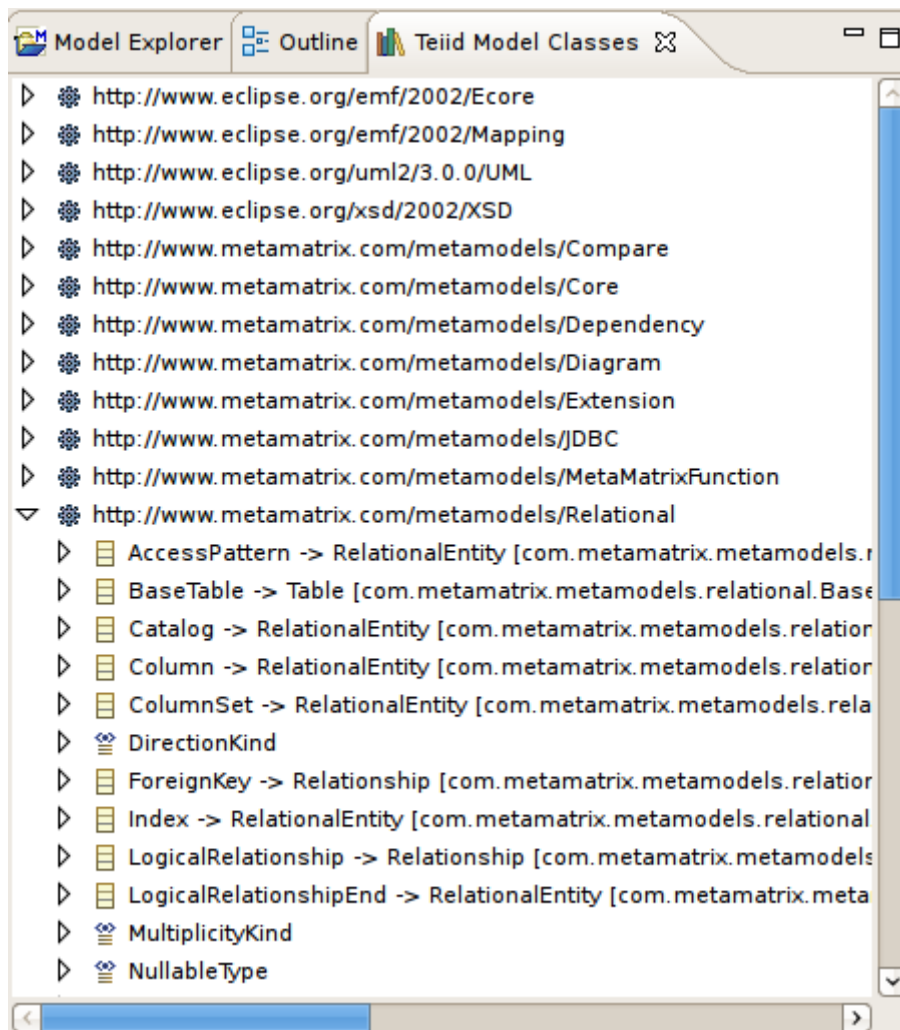 Model Explorer Outline Teiid Model Classes
http://www.eclipse.org/emf/2002/Ecore
http://www.eclipse.org/emf/2002/Mapping
http://www.eclipse.org/uml2/3.0.0/UML
http://www.eclipse.org/xsd/2002/XSD
http://www.metamatrix.com/metamodels/Compare
http://www.metamatrix.com/metamodels/Core
http://www.metamatrix.com/metamodels/Dependency
http://www.metamatrix.com/metamodels/Diagram
http://www.metamatrix.com/metamodels/Extension
http://www.metamatrix.com/metamodels/JDBC
http://www.metamatrix.com/metamodels/MetaMatrixFunction
http://www.metamatrix.com/metamodels/Relational
AccessPattern -> RelationalEntity [com.metamatrix.metamodels.r
BaseTable -> Table [com.metamatrix.metamodels.relational.Base
Catalog -> RelationalEntity [com.metamatrix.metamodels.relation
Column -> RelationalEntity [com.metamatrix.metamodels.relation
ColumnSet -> RelationalEntity [com.metamatrix.metamodels.rela
DirectionKind
ForeignKey -> Relationship [com.metamatrix.metamodels.relation
Index -> RelationalEntity [com.metamatrix.metamodels.relational.
LogicalRelationship -> Relationship [com.metamatrix.metamodels
LogicalRelationshipEnd -> RelationalEntity [com.metamatrix.meta
MultiplicityKind
NullableType